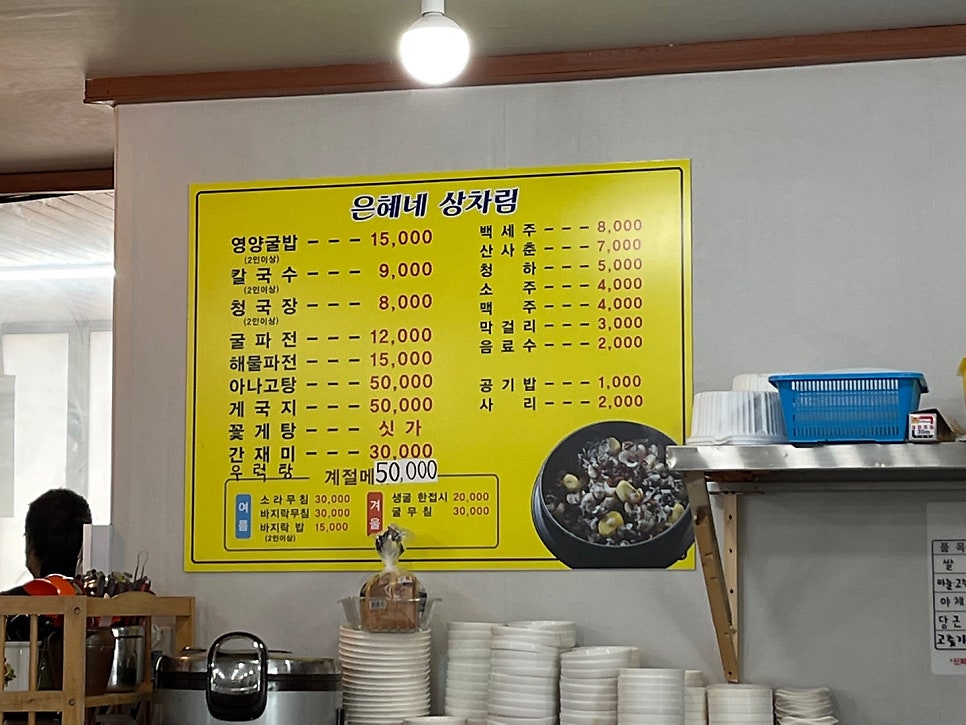 은혜네 상차림
영양굴밥 --- 15,000
(2인이상)
칼국수 --- 9,000
(2인이상)
청국장 --- 8,000
(2인이상)
굴파전 --- 12,000
해물파전 --- 15,000
아나고탕 --- 50,000
게국지 --- 50,000
꽃게탕 --- 싯가
간재미 --- 30,000
우럭탕 50,000
계절메
여름
소라무침 30,000
바지락무침 30,000
바지락 밥 15,000
(2인이상)
겨울
생굴 한접시 20,000
굴무침 30,000
백세주 --- 8,000
산사춘 --- 7,000
청하 --- 5,000
소주 --- 4,000
맥주 --- 4,000
막걸리 --- 3,000
음료수 --- 2,000
공기밥 --- 1,000
사리 --- 2,000
품목
쌀
야채
당근